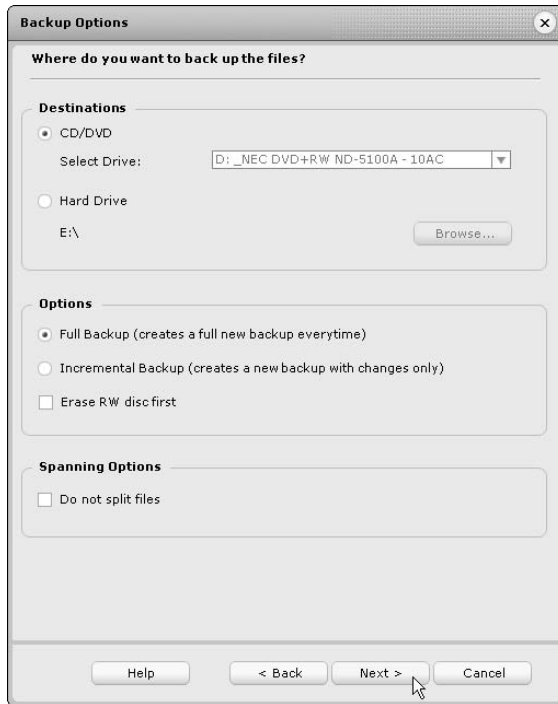 Backup Options
Where do you want to back up the files?
Destinations
CD/DVD
Select Drive: D: _NEC DVD+RW ND-5100A - 10AC
Hard Drive
E:\ Browse...
Options
Full Backup (creates a full new backup everytime)
Incremental Backup (creates a new backup with changes only)
Erase RW disc first
Spanning Options
Do not split files
Help < Back Next > Cancel